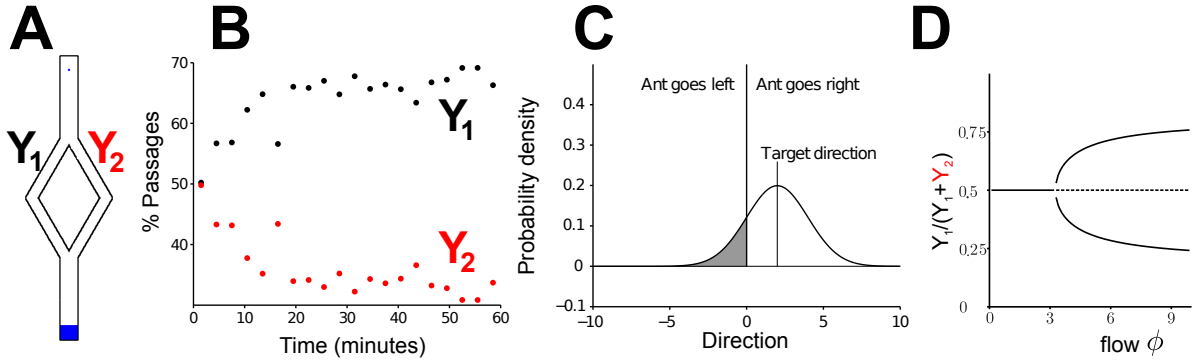 A
Y1
Y2
B
% Passages
70
60
50
40
Y1
Y2
0
10
20
30
40
50
60
Time (minutes)
C
Probability density
Ant goes left
Ant goes right
Target direction
0.4
0.3
0.2
0.1
0
−0.1
−10
−5
0
5
10
Direction
D
Y1/(Y1+Y2)
0.75
0.5
0.25
0
0
3
6
9
flow ϕ